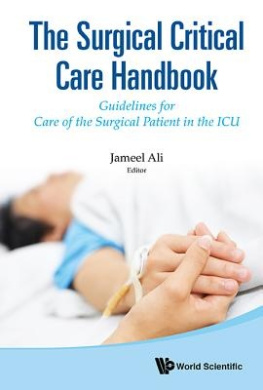 The Surgical Critical
Care Handbook
Guidelines for
Care of the Surgical Patient in the ICU
Jameel Ali
Editor
World Scientific